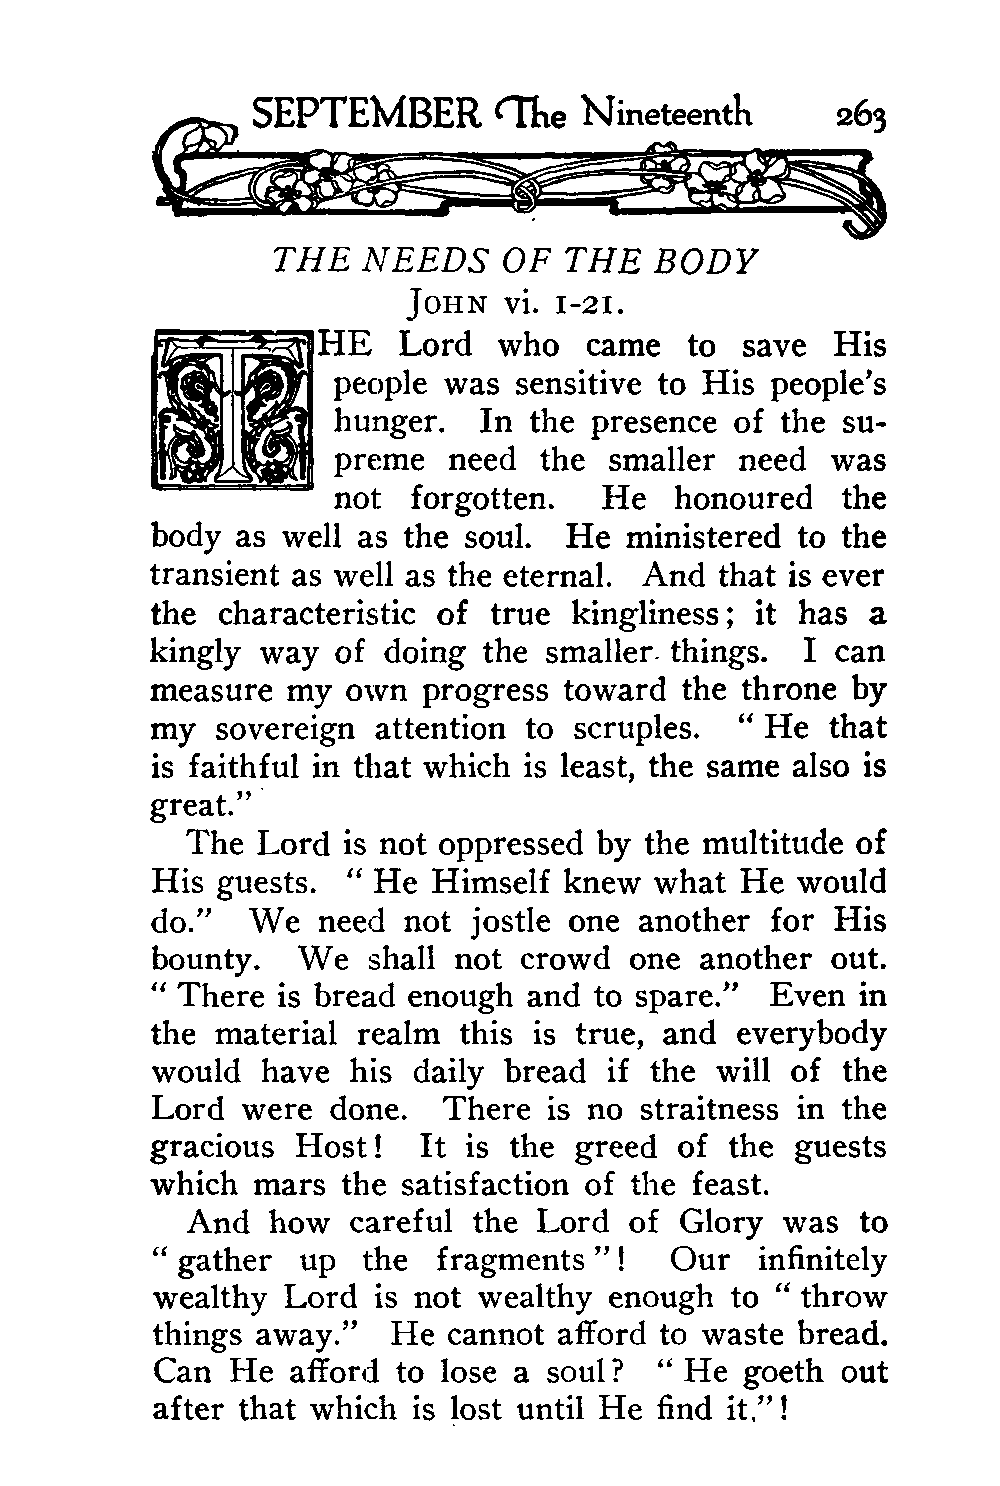 SEPTEMBER The Nineteenth 263
THE NEEDS OF THE BODY
JOHN vi. 1-21.
THE Lord who came to save His
people was sensitive to His people's
hunger. In the presence of the su-
preme need the smaller need was
not forgotten. He honoured the
body as well as the soul. He ministered to the
transient as well as the eternal. And that is ever
the characteristic of true kingliness; it has a
kingly way of doing the smaller things. I can
measure my own progress toward the throne by
my sovereign attention to scruples. "He that
is faithful in that which is least, the same also is
great."
The Lord is not oppressed by the multitude of
His guests. "He Himself knew what He would
do." We need not jostle one another for His
bounty. We shall not crowd one another out.
"There is bread enough and to spare." Even in
the material realm this is true, and everybody
would have his daily bread if the will of the
Lord were done. There is no straitness in the
gracious Host! It is the greed of the guests
which mars the satisfaction of the feast.
And how careful the Lord of Glory was to
"gather up the fragments"! Our infinitely
wealthy Lord is not wealthy enough to "throw
things away." He cannot afford to waste bread.
Can He afford to lose a soul? "He goeth out
after that which is lost until He find it."!